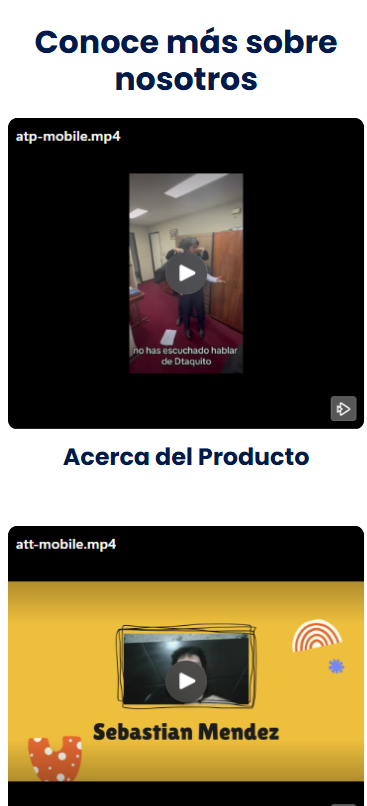 Conoce más sobre
nosotros
atp-mobile.mp4
no has escuchado hablar
de Dtaquito
Acerca del Producto
att-mobile.mp4
Sebastian Mendez